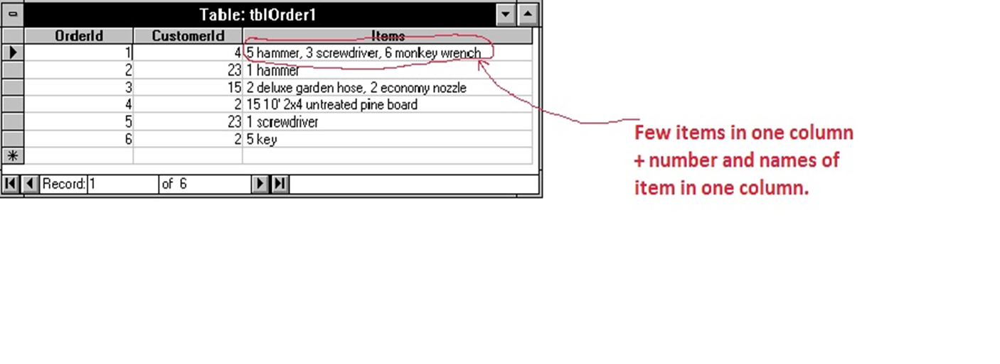 Table: tblOrder1
OrderId CustomerId Items
1 4 5 hammer, 3 screwdriver, 6 monkey wrench
2 23 1 hammer
3 15 2 deluxe garden hose, 2 economy nozzle
4 2 15 10' 2x4 untreated pine board
5 23 1 screwdriver
6 2 5 key
Record: 1 of 6
Few items in one column
+ number and names of
item in one column.